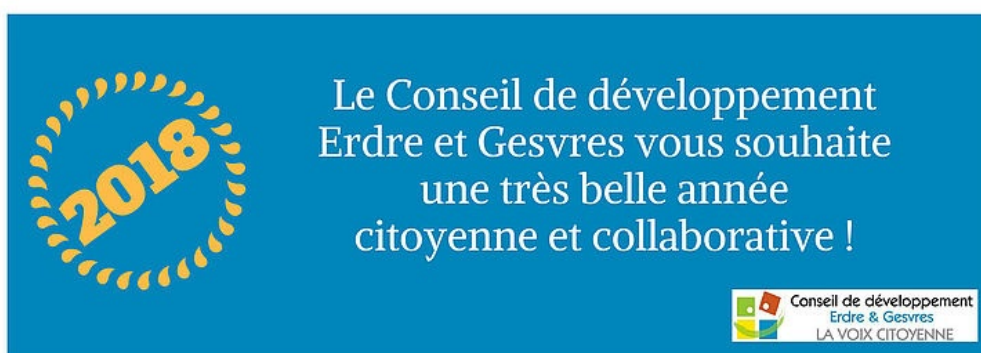 2018
Le Conseil de développement
Erdre et Gesvres vous souhaite
une très belle année
citoyenne et collaborative !
Conseil de développement
Erdre & Gesvres
LA VOIX CITOYENNE